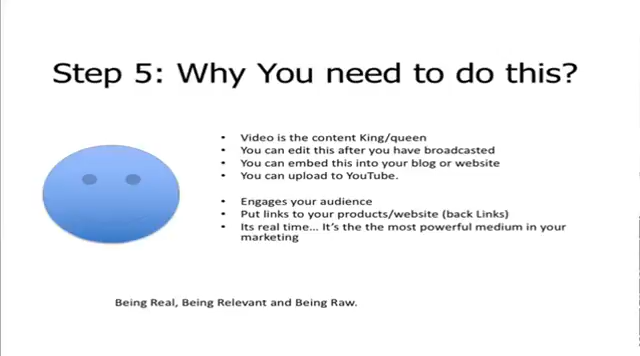 Step 5: Why You need to do this?
• Video is the content King/queen
• You can edit this after you have broadcasted
• You can embed this into your blog or website
• You can upload to YouTube.
• Engages your audience
• Put links to your products/website (back Links)
• Its real time... It's the the most powerful medium in your
marketing
Being Real, Being Relevant and Being Raw.